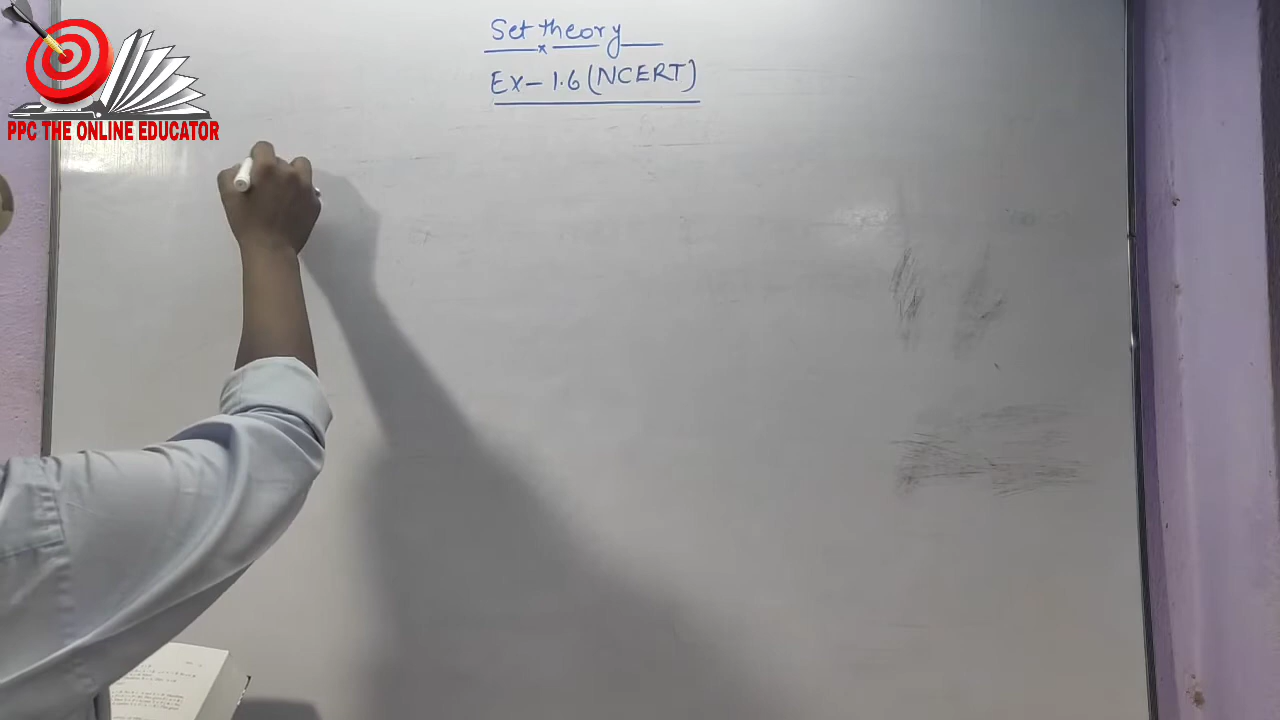 Set theory
Ex - 1.6 (NCERT)
PPC THE ONLINE EDUCATOR